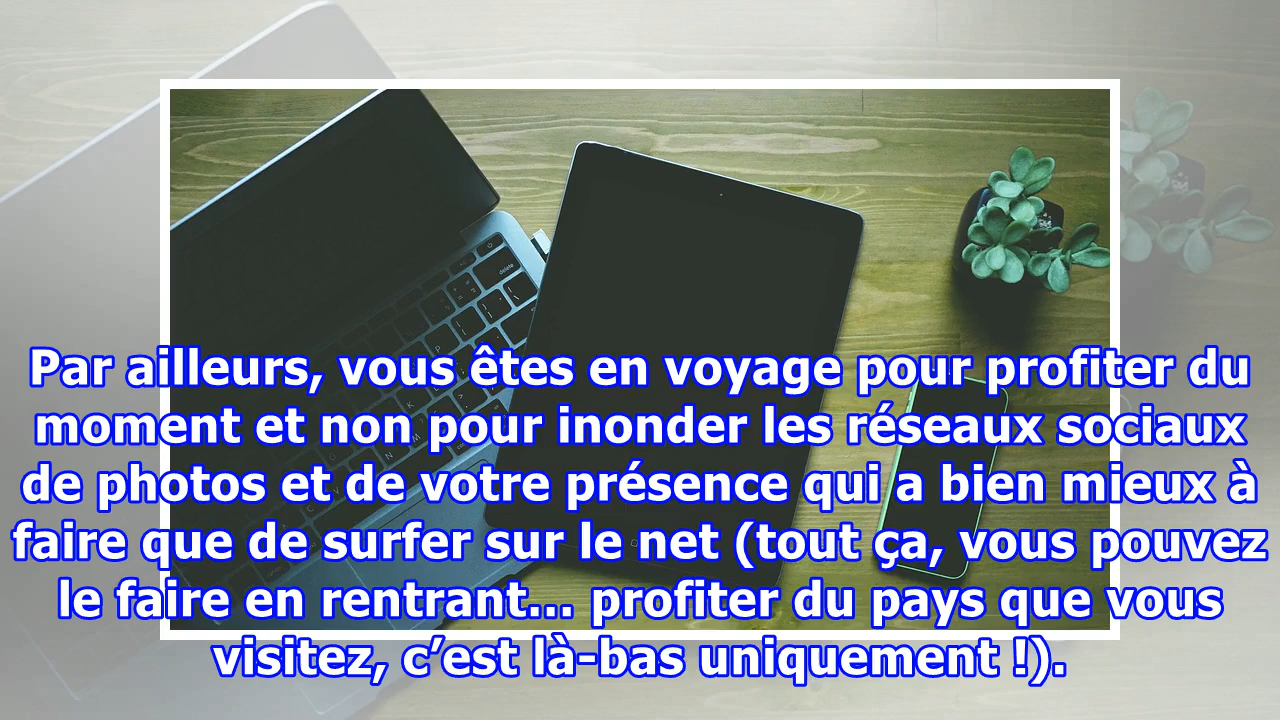 Par ailleurs, vous êtes en voyage pour profiter du
moment et non pour inonder les réseaux sociaux
de photos et de votre présence qui a bien mieux à
faire que de surfer sur le net (tout ça, vous pouvez
le faire en rentrant… profiter du pays que vous
visitez, c’est là-bas uniquement !).
delete